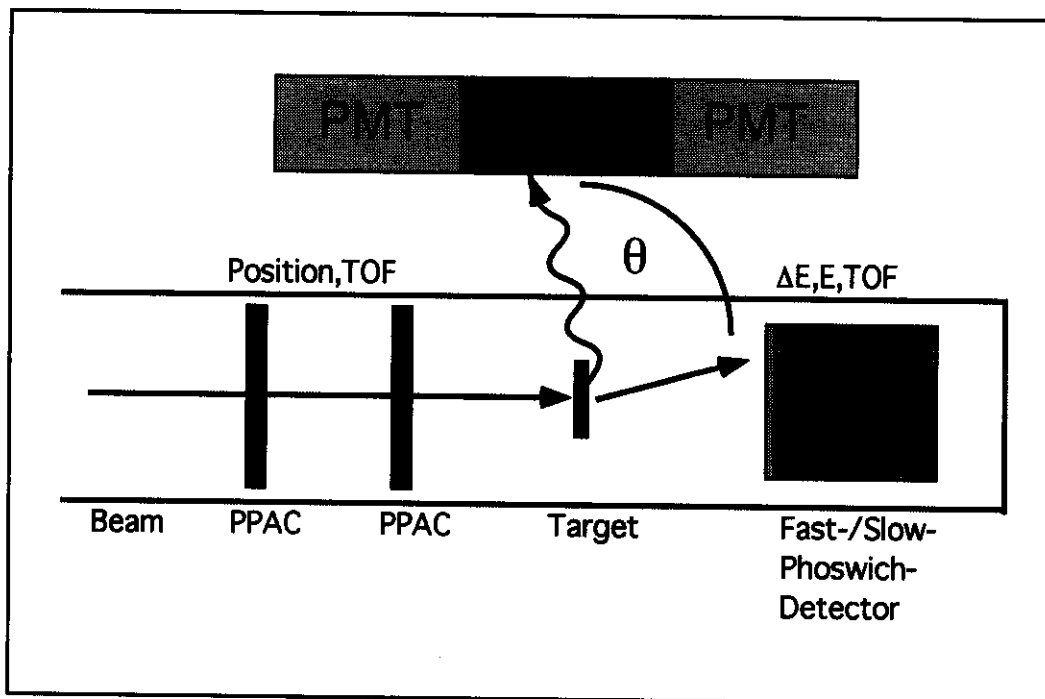 PMT PMT
θ
Position,TOF ΔE,E,TOF
Beam PPAC PPAC Target Fast-/Slow-
Phoswich-
Detector